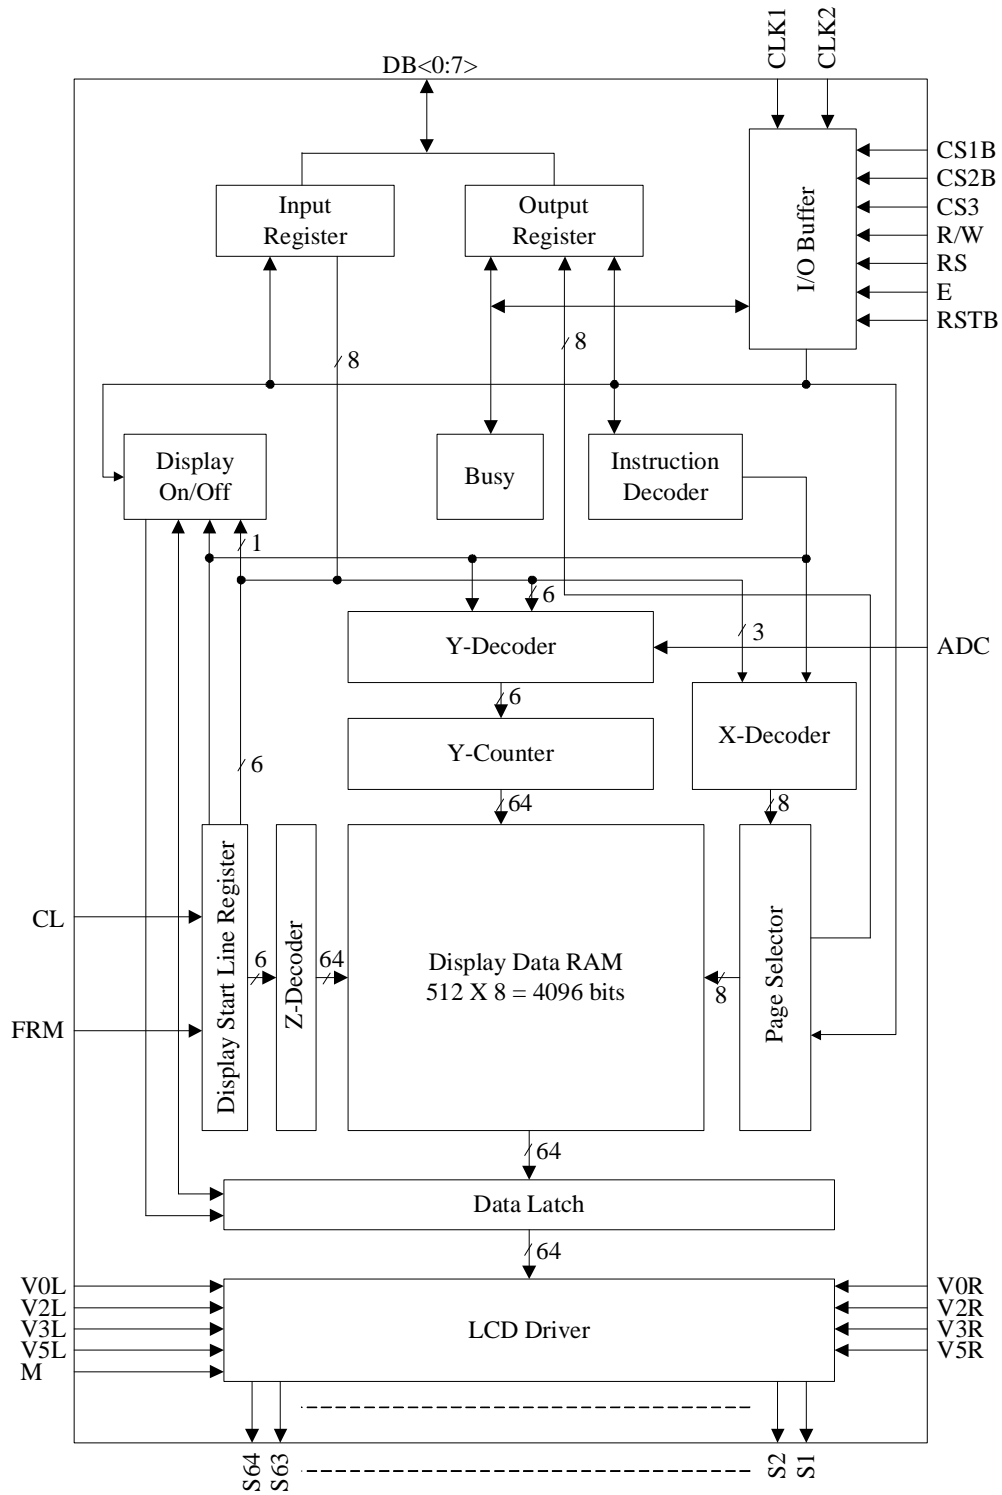 CLK1
CLK2
DB<0:7>
CS1B
CS2B
CS3
R/W
RS
E
RSTB
Input
Register
Output
Register
I/O Buffer
8
8
Display
On/Off
Busy
Instruction
Decoder
1
6
3
Y-Decoder
ADC
6
6
Y-Counter
X-Decoder
64
8
CL
FRM
Display Start Line Register
6
Z-Decoder
64
Display Data RAM
512 X 8 = 4096 bits
8
Page Selector
64
Data Latch
64
V0L
V2L
V3L
V5L
M
LCD Driver
V0R
V2R
V3R
V5R
S64
S63
S2
S1